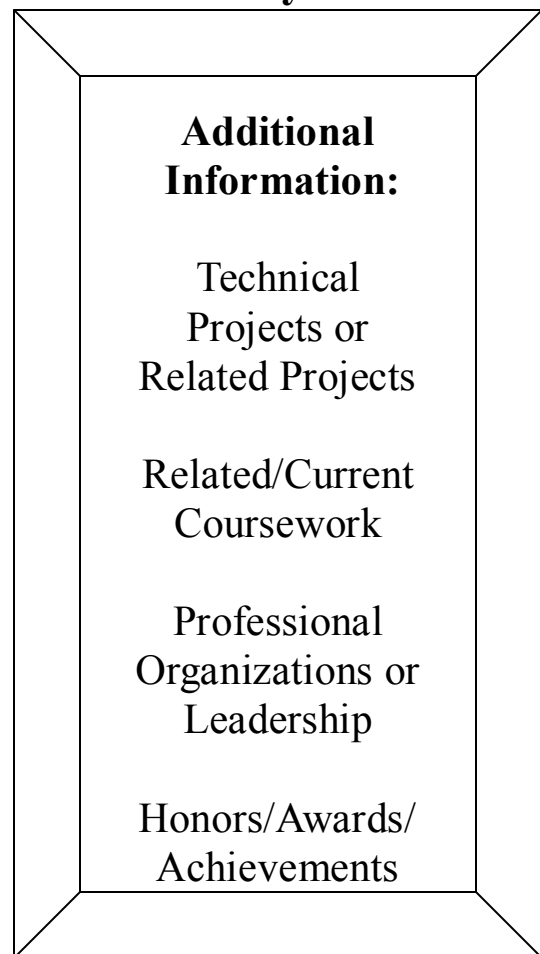 Additional
Information:
Technical
Projects or
Related Projects
Related/Current
Coursework
Professional
Organizations or
Leadership
Honors/Awards/
Achievements